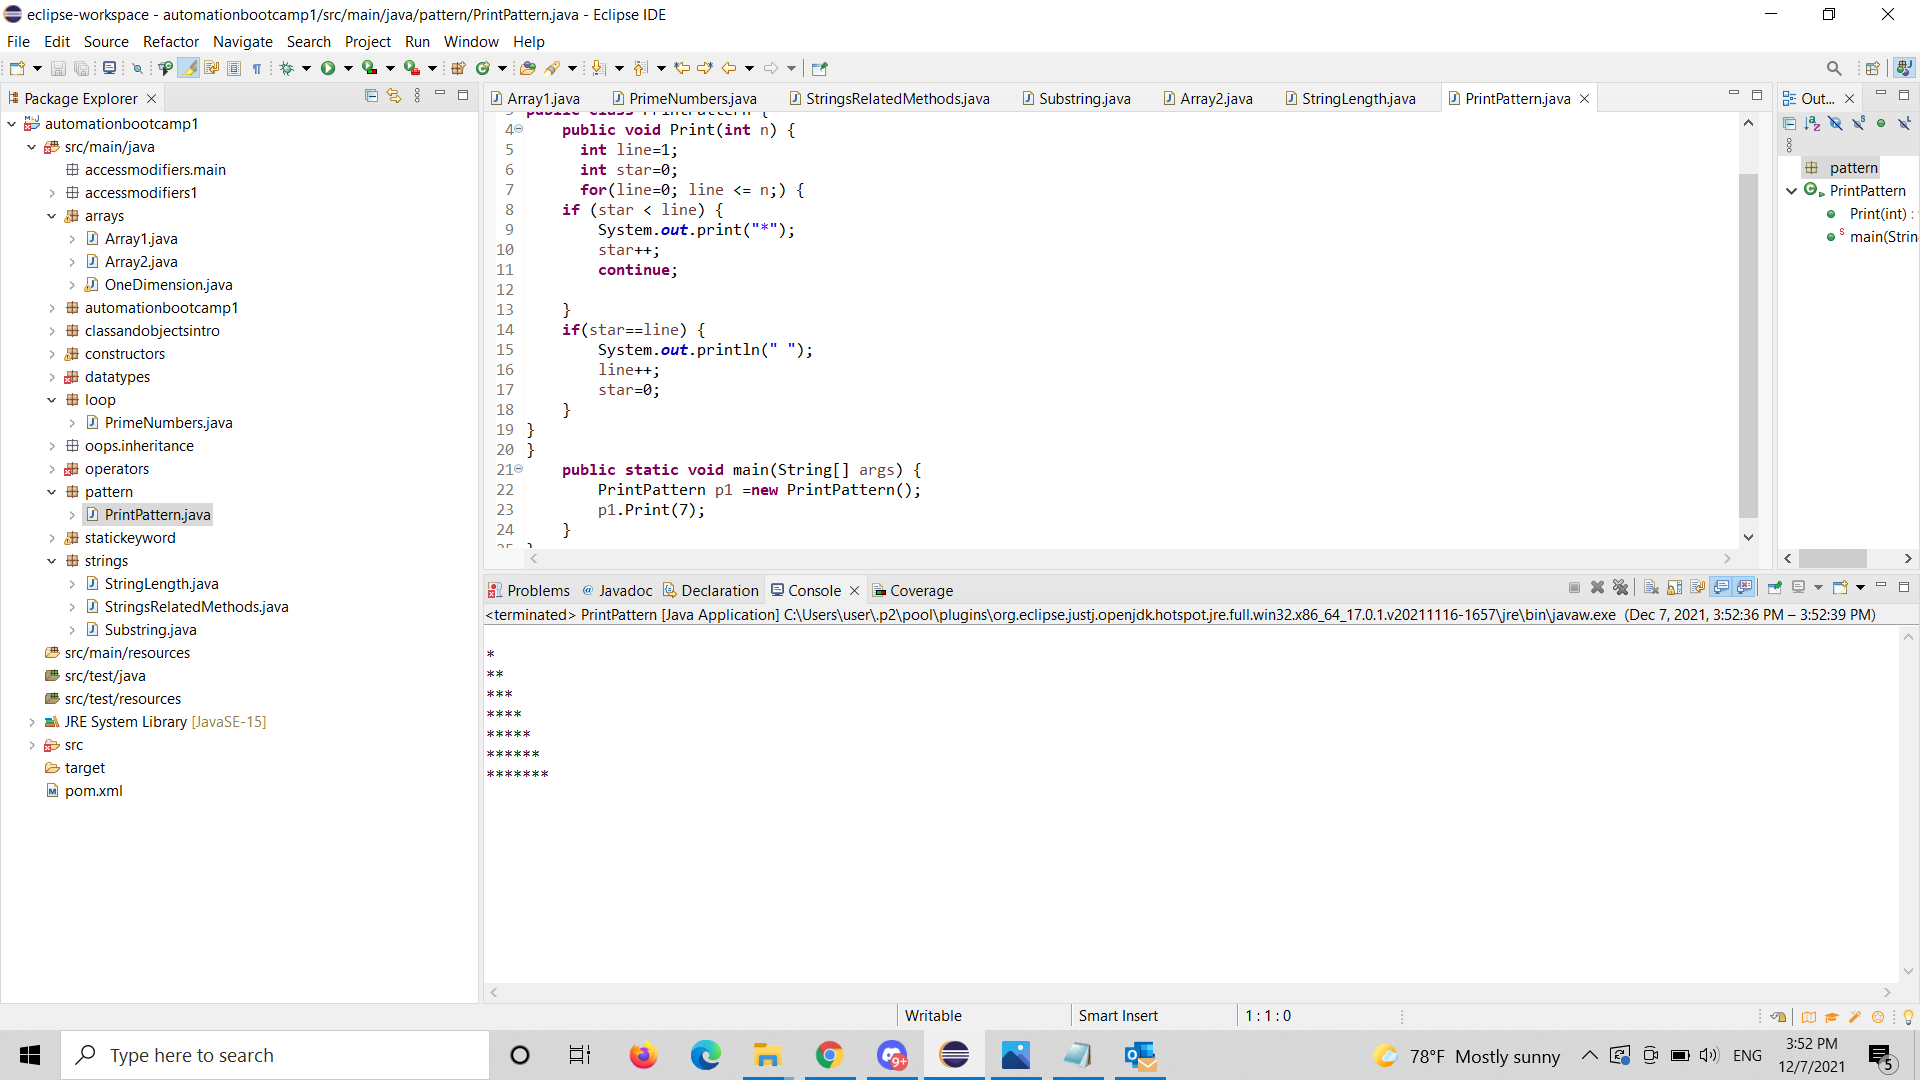 eclipse-workspace - automationbootcamp1/src/main/java/pattern/PrintPattern.java - Eclipse IDE
File Edit Source Refactor Navigate Search Project Run Window Help
Package Explorer
automationbootcamp1
src/main/java
accessmodifiers.main
accessmodifiers1
arrays
Array1.java
Array2.java
OneDimension.java
automationbootcamp1
classandobjectsintro
constructors
datatypes
loop
PrimeNumbers.java
oops.inheritance
operators
pattern
PrintPattern.java
statickeyword
strings
StringLength.java
StringsRelatedMethods.java
Substring.java
src/main/resources
src/test/java
src/test/resources
JRE System Library [JavaSE-15]
src
target
pom.xml
Array1.java PrimeNumbers.java StringsRelatedMethods.java Substring.java Array2.java StringLength.java PrintPattern.java
3 public class PrintPattern {
4 public void Print(int n) {
5 int line=1;
6 int star=0;
7 for(line=0; line <= n;) {
8 if (star < line) {
9 System.out.print("*");
10 star++;
11 continue;
12
13 }
14 if(star==line) {
15 System.out.println(" ");
16 line++;
17 star=0;
18 }
19 }
20 }
21 public static void main(String[] args) {
22 PrintPattern p1 =new PrintPattern();
23 p1.Print(7);
24 }
25 }
Out...
pattern
PrintPattern
Print(int) :
main(Strin
Problems Javadoc Declaration Console Coverage
<terminated> PrintPattern [Java Application] C:\Users\user\.p2\pool\plugins\org.eclipse.justj.openjdk.hotspot.jre.full.win32.x86_64_17.0.1.v20211116-1657\jre\bin\javaw.exe (Dec 7, 2021, 3:52:36 PM – 3:52:39 PM)
*
**
***
****
*****
******
*******
Writable Smart Insert 1 : 1 : 0
Type here to search
9+
78°F Mostly sunny
ENG
3:52 PM
12/7/2021
5